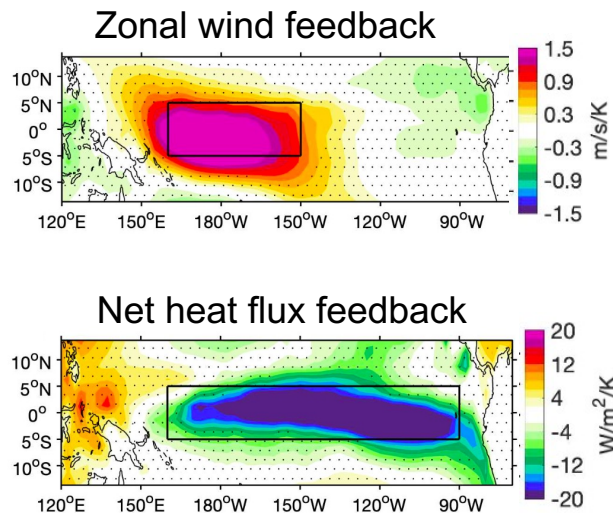 Zonal wind feedback
10°N
5°N
0°
5°S
10°S
120°E 150°E 180°W 150°W 120°W 90°W
1.5
0.9
0.3
-0.3
-0.9
-1.5
m/s/K
Net heat flux feedback
10°N
5°N
0°
5°S
10°S
120°E 150°E 180°W 150°W 120°W 90°W
20
12
4
-4
-12
-20
W/m²/K